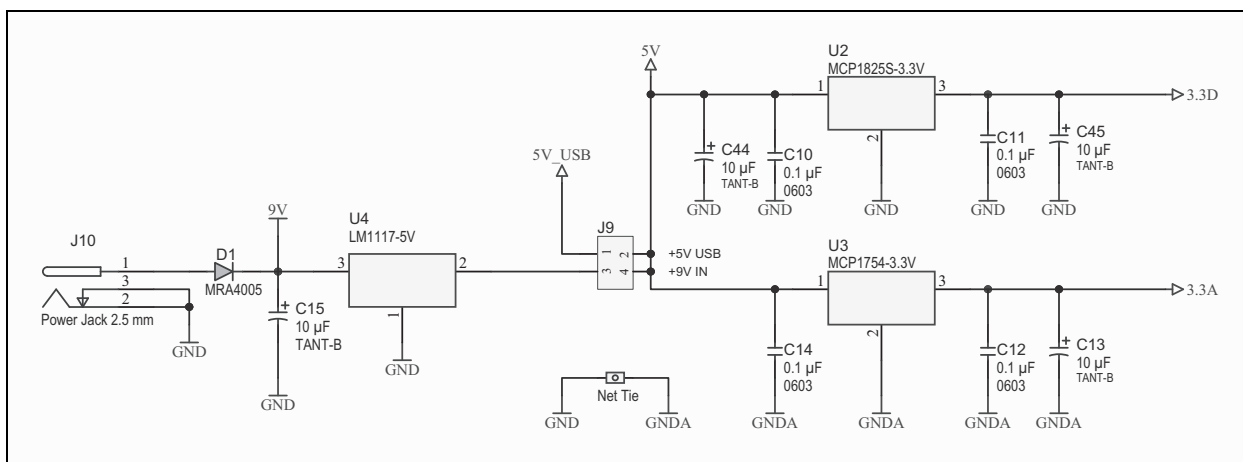 5V
U2
MCP1825S-3.3V
1
3
3.3D
2
C44
10 µF
TANT-B
C10
0.1 µF
0603
C11
0.1 µF
0603
C45
10 µF
TANT-B
GND
GND
GND
GND
GND
5V_USB
9V
U4
LM1117-5V
J9
1
2
+5V USB
3
4
+9V IN
J10
1
D1
MRA4005
3
2
Power Jack 2.5 mm
GND
C15
10 µF
TANT-B
GND
3
2
1
GND
U3
MCP1754-3.3V
1
3
3.3A
2
C14
0.1 µF
0603
C12
0.1 µF
0603
C13
10 µF
TANT-B
Net Tie
GND
GNDA
GNDA
GNDA
GNDA
GNDA